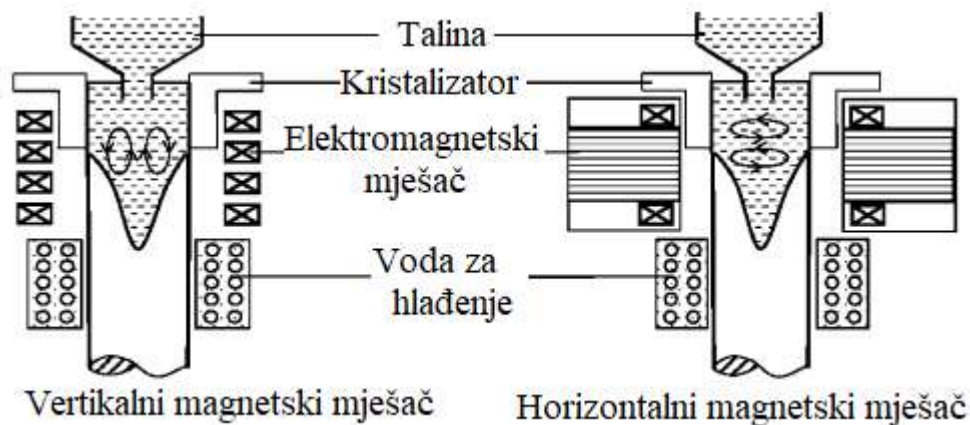 Talina
Kristalizator
Elektromagnetski
mješač
Voda za
hlađenje
Vertikalni magnetski mješač
Horizontalni magnetski mješač